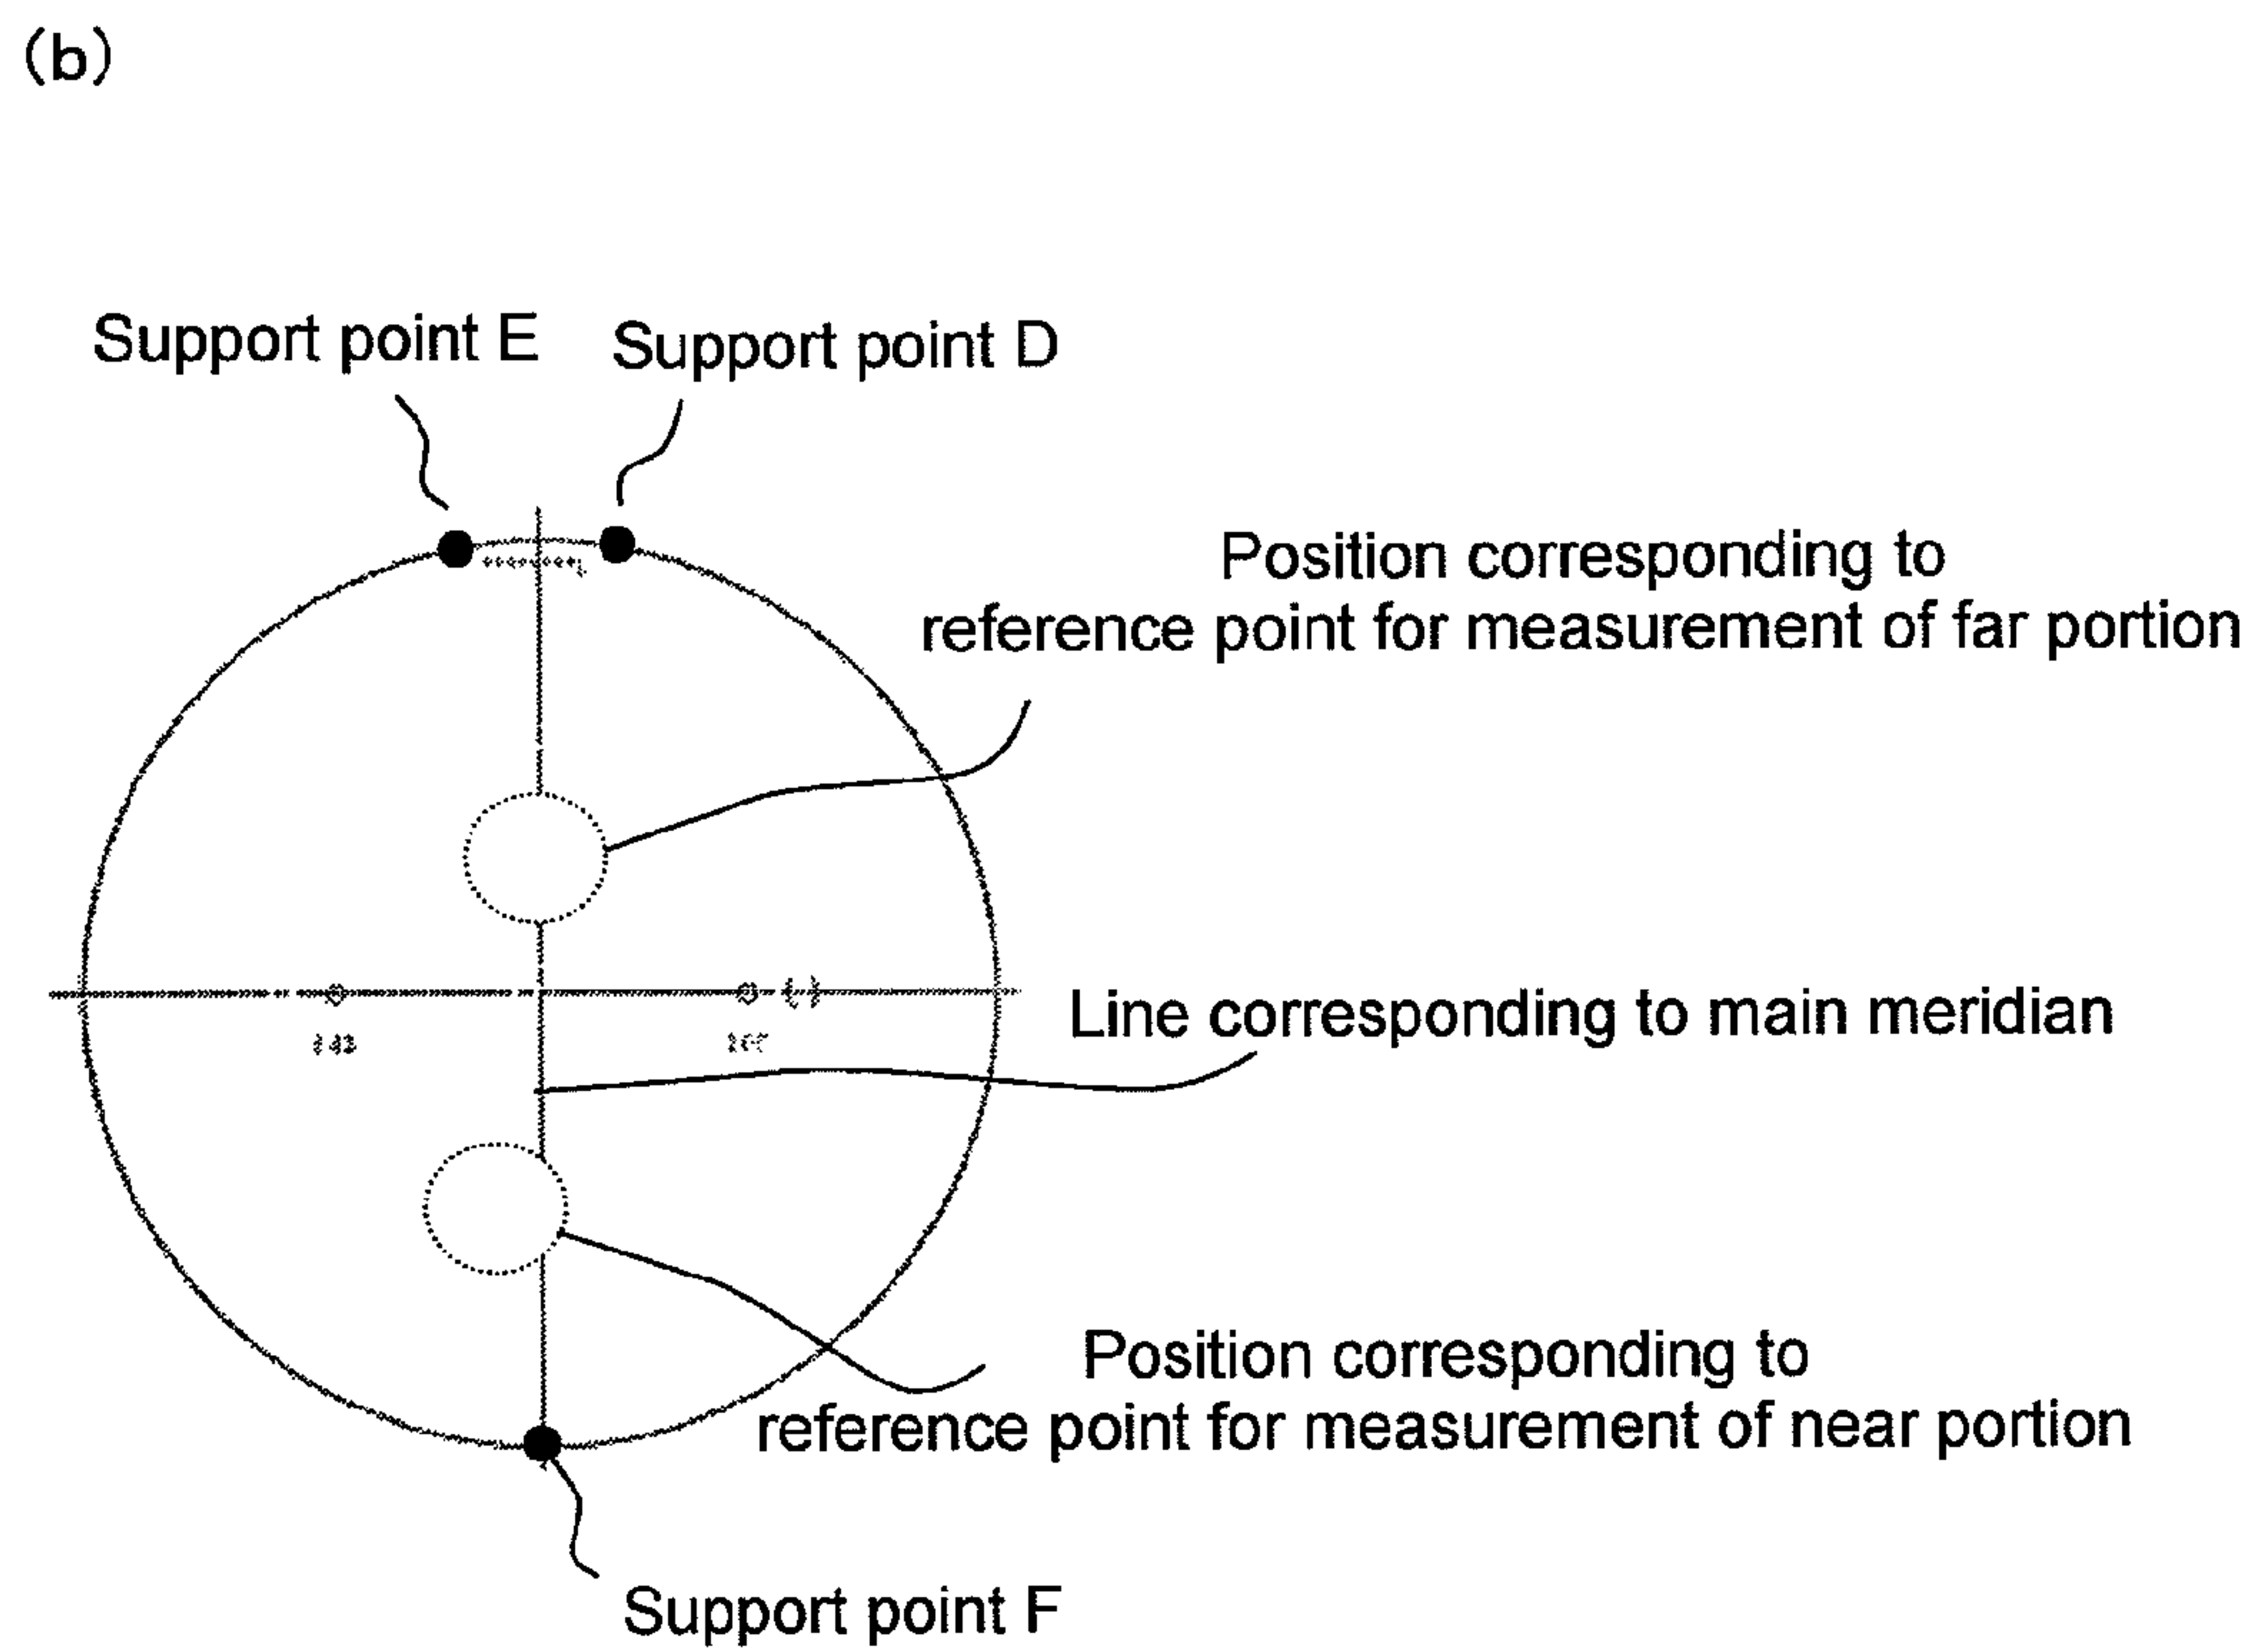 (b)
Support point E
Support point D
Position corresponding to
reference point for measurement of far portion
Line corresponding to main meridian
Position corresponding to
reference point for measurement of near portion
Support point F